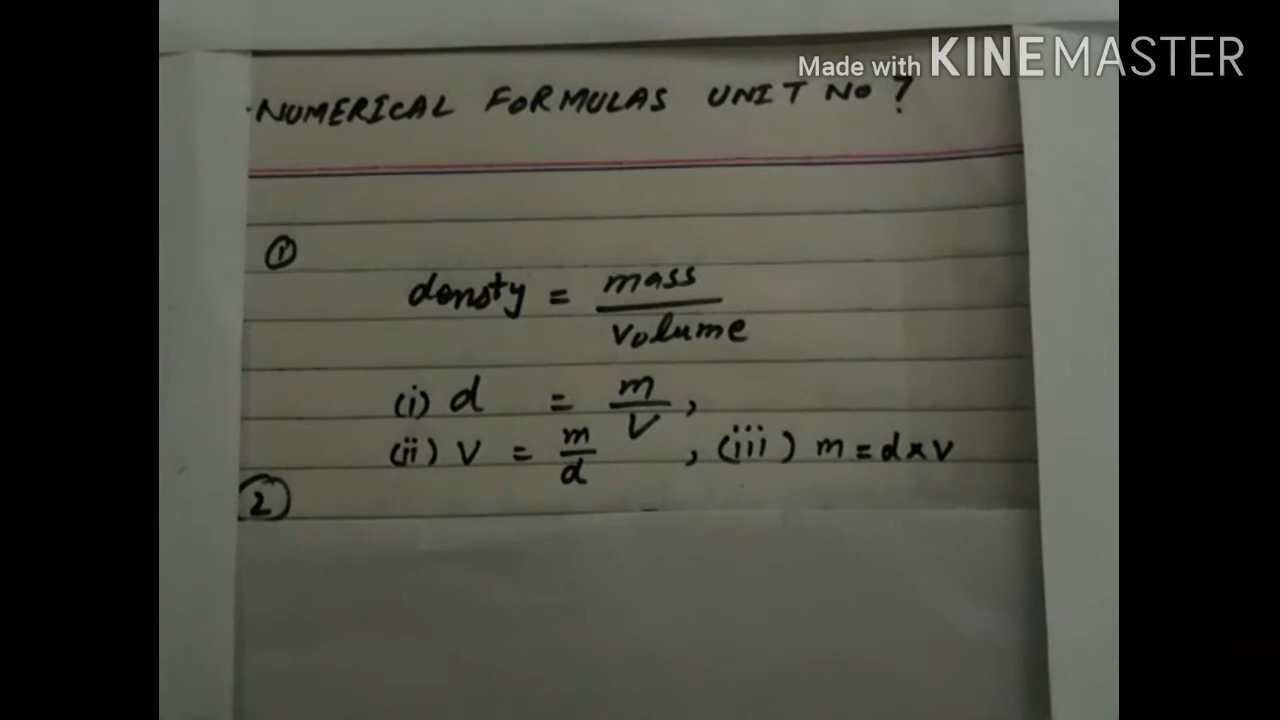 Made with KINEMASTER
NUMERICAL FORMULAS UNIT NO 7
①
density = mass / volume
(i) d = m / V,
(ii) V = m / d , (iii) m = d x v
②